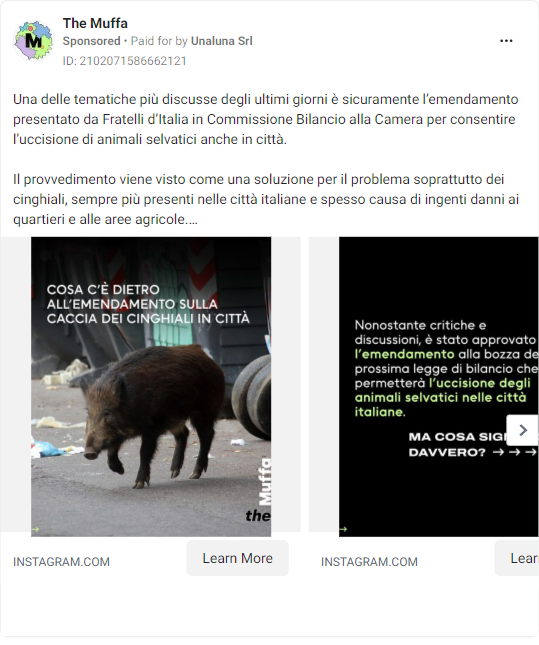 The Muffa
Sponsored • Paid for by Unaluna Srl
ID: 2102071586662121
Una delle tematiche più discusse degli ultimi giorni è sicuramente l'emendamento
presentato da Fratelli d'Italia in Commissione Bilancio alla Camera per consentire
l'uccisione di animali selvatici anche in città.
Il provvedimento viene visto come una soluzione per il problema soprattutto dei
cinghiali, sempre più presenti nelle città italiane e spesso causa di ingenti danni ai
quartieri e alle aree agricole....
COSA C'È DIETRO
ALL'EMENDAMENTO SULLA
CACCIA DEI CINGHIALI IN CITTÀ
the Muffa
INSTAGRAM.COM
Learn More
Nonostante critiche e
discussioni, è stato approvato
l'emendamento alla bozza de
prossima legge di bilancio che
permetterà l'uccisione degli
animali selvatici nelle città
italiane.
MA COSA SIG
DAVVERO? → → →
INSTAGRAM.COM
Lear